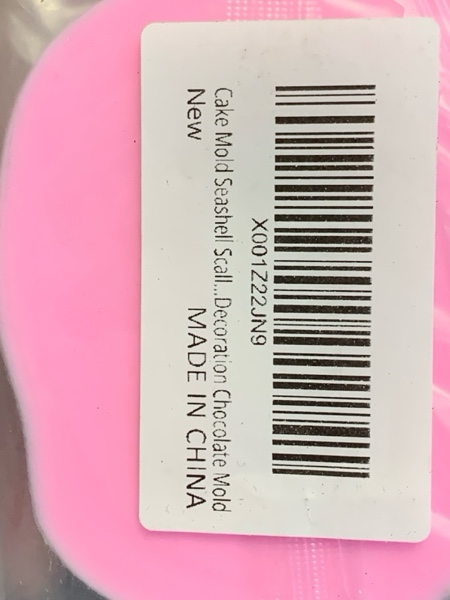 X001Z22JN9
Cake Mold Seashell Scall...Decoration Chocolate Mold
New
MADE IN CHINA